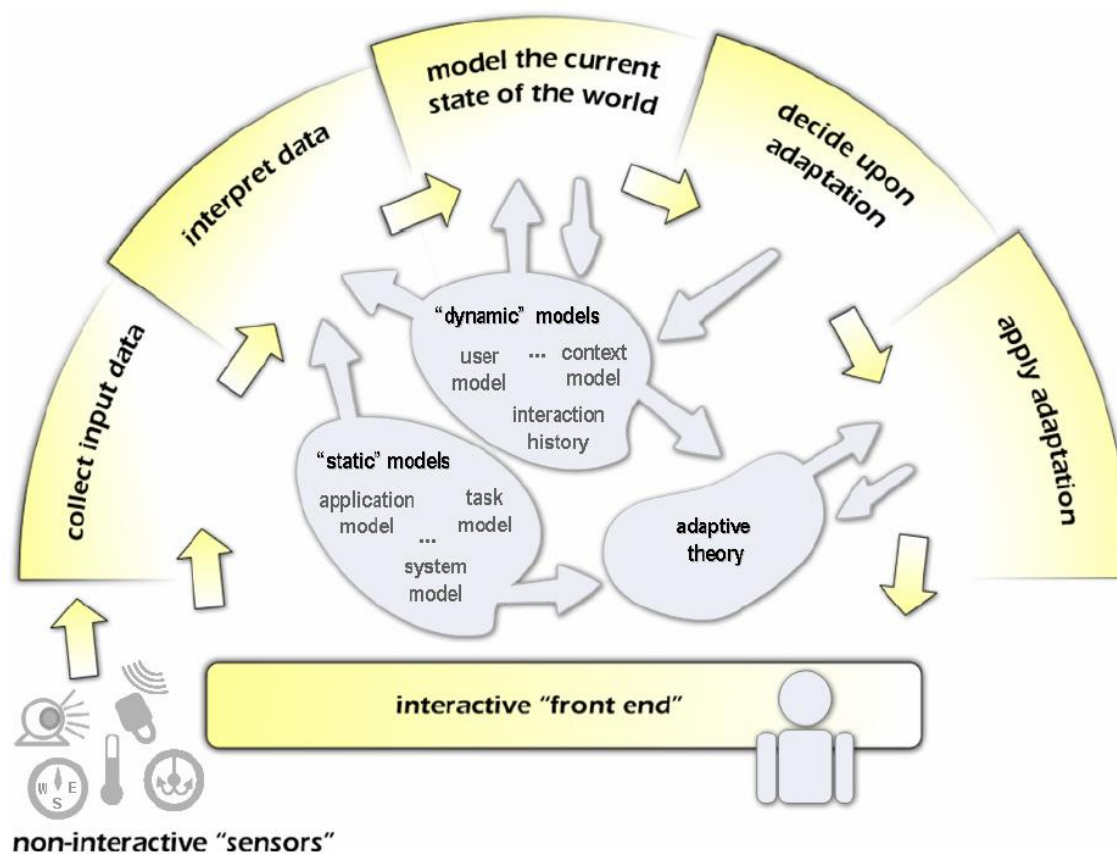 model the current
state of the world
decide upon
adaptation
interpret data
collect input data
apply adaptation
“dynamic” models
user
model
...
context
model
interaction
history
“static” models
application
model
task
model
...
system
model
adaptive
theory
interactive “front end”
W E
S
non-interactive “sensors”